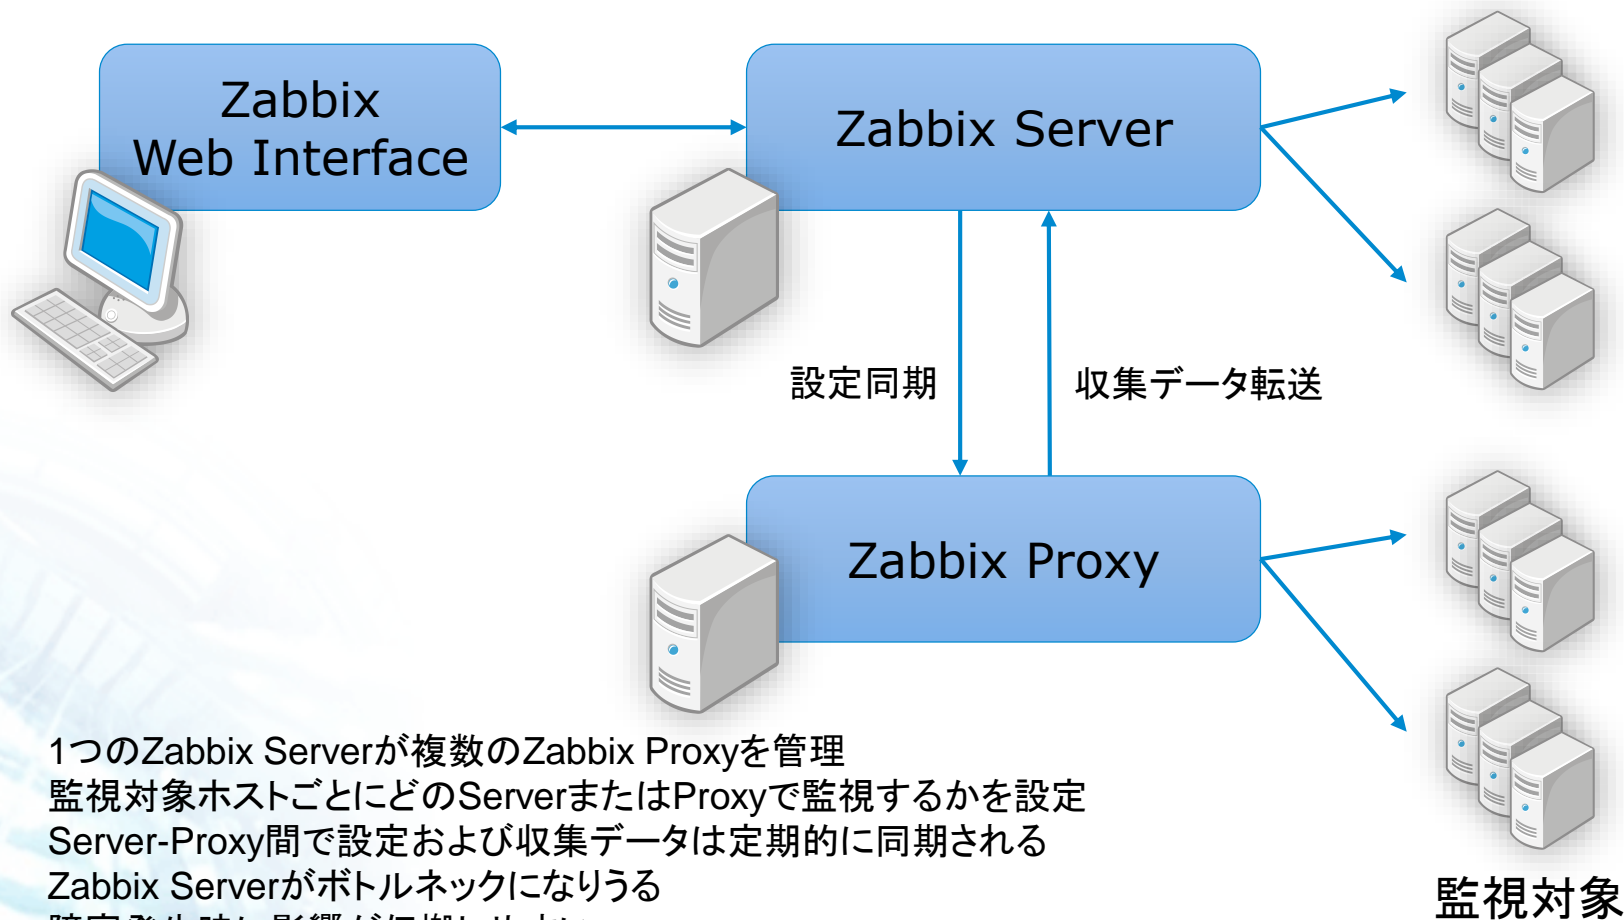 Zabbix
Web Interface
Zabbix Server
設定同期
収集データ転送
Zabbix Proxy
1つのZabbix Serverが複数のZabbix Proxyを管理
監視対象ホストごとにどのServerまたはProxyで監視するかを設定
Server-Proxy間で設定および収集データは定期的に同期される
Zabbix Serverがボトルネックになりうる
監視対象